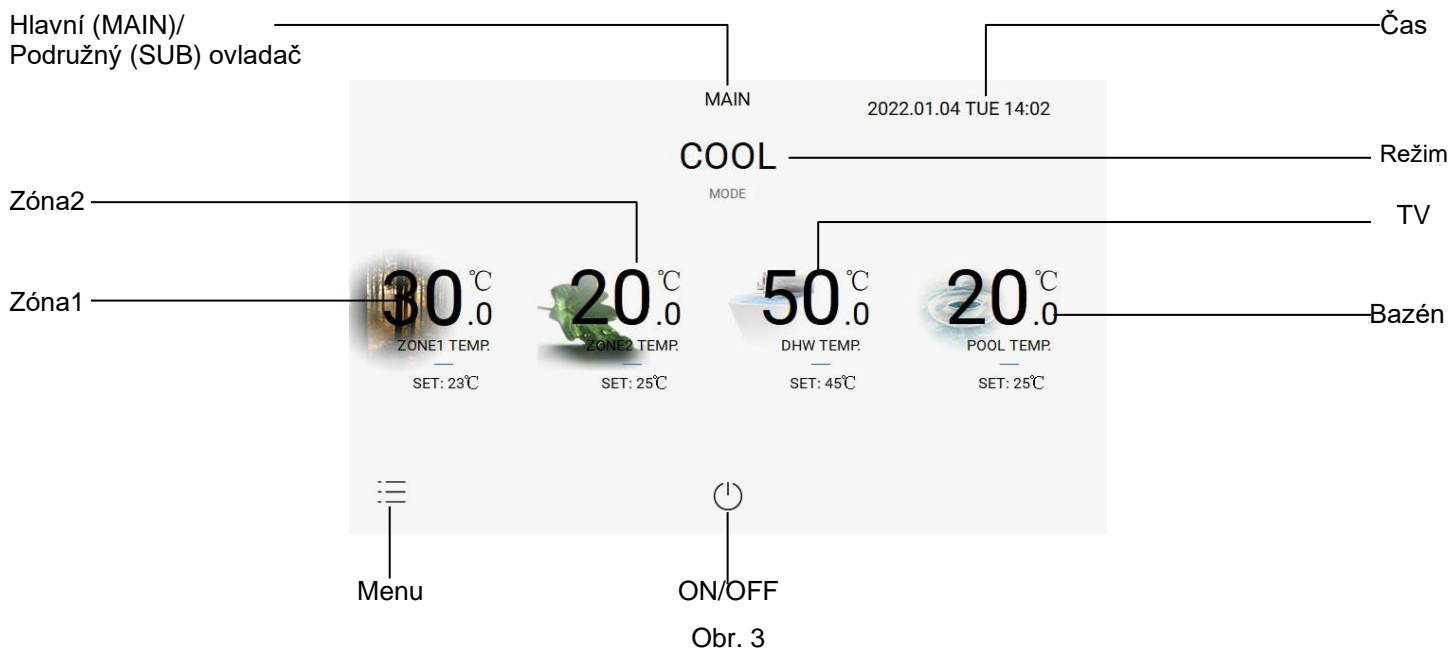 Hlavní (MAIN)/
Podružný (SUB) ovladač
Čas
MAIN
2022.01.04 TUE 14:02
COOL
Režim
MODE
Zóna2
TV
30.0℃
20.0℃
50.0℃
20.0℃
Zóna1
Bazén
ZONE1 TEMP.
ZONE2 TEMP.
DHW TEMP.
POOL TEMP.
SET: 23℃
SET: 25℃
SET: 45℃
SET: 25℃
Menu
ON/OFF
Obr. 3